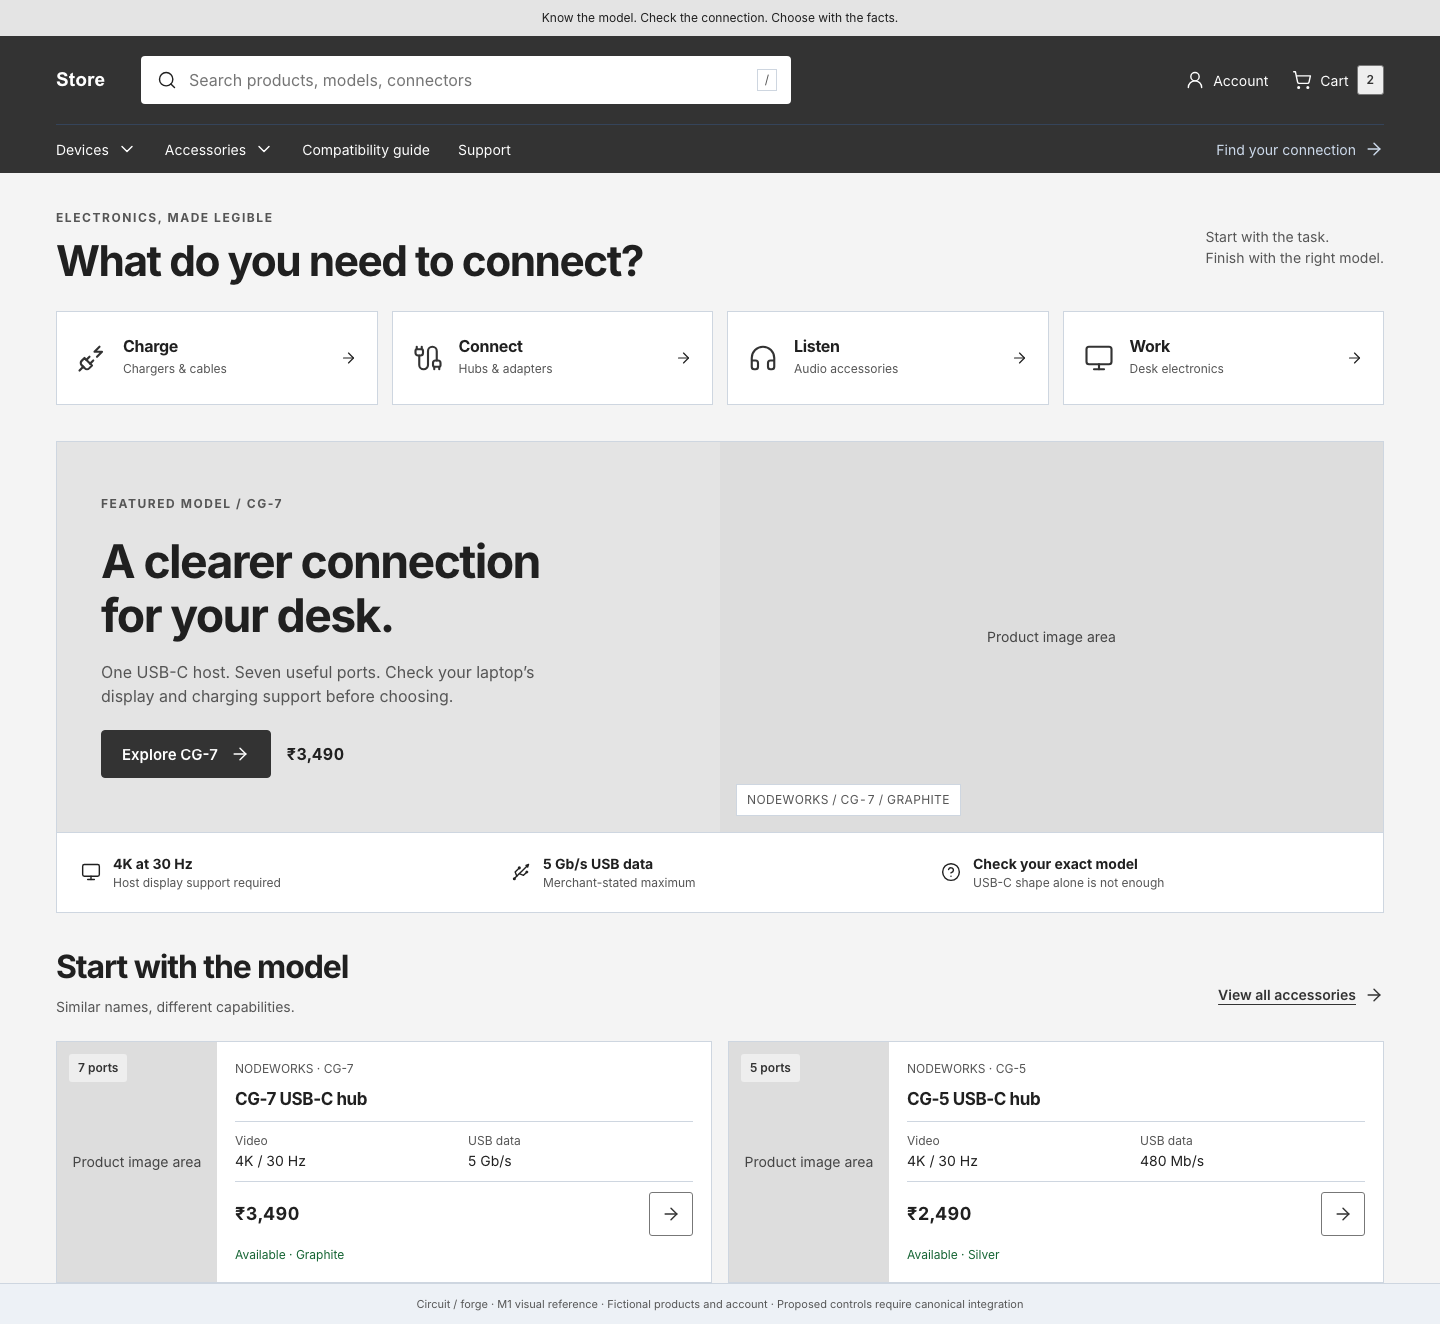 Know the model. Check the connection. Choose with the facts.
Store
Search products, models, connectors
/
Account
Cart
2
Devices
Accessories
Compatibility guide
Support
Find your connection
ELECTRONICS, MADE LEGIBLE
What do you need to connect?
Start with the task.
Finish with the right model.
Charge
Chargers & cables
Connect
Hubs & adapters
Listen
Audio accessories
Work
Desk electronics
FEATURED MODEL / CG-7
A clearer connection
for your desk.
One USB-C host. Seven useful ports. Check your laptop’s
display and charging support before choosing.
Explore CG-7
₹3,490
Product image area
NODEWORKS / CG-7 / GRAPHITE
4K at 30 Hz
Host display support required
5 Gb/s USB data
Merchant-stated maximum
Check your exact model
USB-C shape alone is not enough
Start with the model
Similar names, different capabilities.
View all accessories
7 ports
Product image area
NODEWORKS · CG-7
CG-7 USB-C hub
Video
4K / 30 Hz
USB data
5 Gb/s
₹3,490
Available · Graphite
5 ports
Product image area
NODEWORKS · CG-5
CG-5 USB-C hub
Video
4K / 30 Hz
USB data
480 Mb/s
₹2,490
Available · Silver
Circuit / forge · M1 visual reference · Fictional products and account · Proposed controls require canonical integration